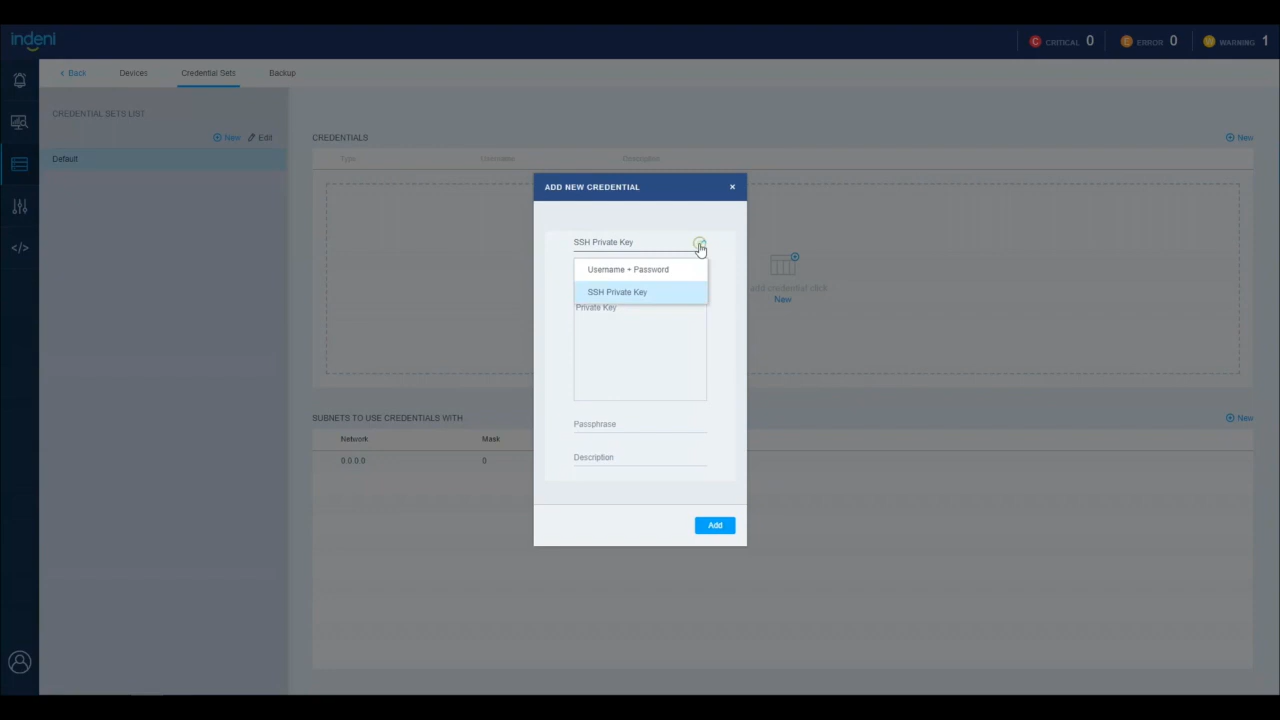 indeni
C CRITICAL 0
E ERROR 0
W WARNING 1
< Back
Devices
Credential Sets
Backup
CREDENTIAL SETS LIST
New
Edit
Default
CREDENTIALS
New
Type
Username
Description
add credential click
New
ADD NEW CREDENTIAL
×
SSH Private Key
Username + Password
SSH Private Key
Private Key
Passphrase
Description
Add
SUBNETS TO USE CREDENTIALS WITH
New
Network
Mask
0.0.0.0
0